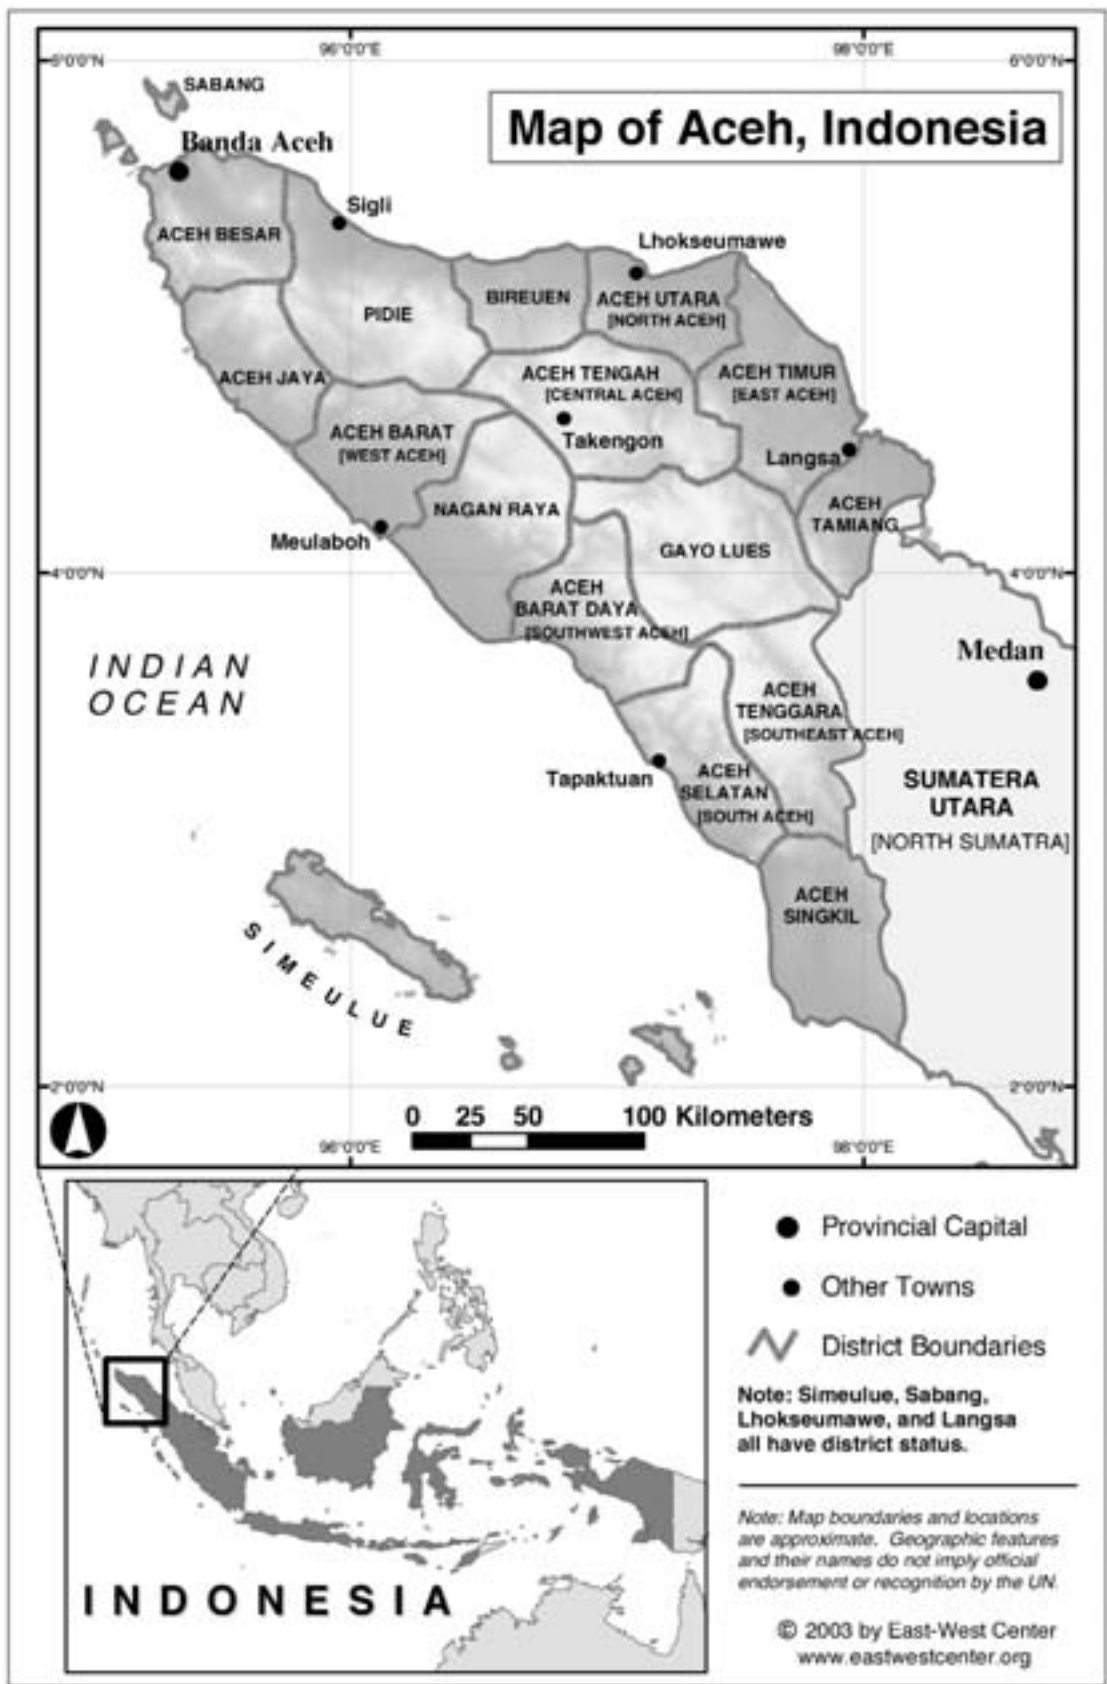 96°0'0"E
98°0'0"E
6°0'0"N
6°0'0"N
SABANG
Map of Aceh, Indonesia
Banda Aceh
Sigli
ACEH BESAR
Lhokseumawe
BIREUEN
ACEH UTARA
[NORTH ACEH]
PIDIE
ACEH JAYA
ACEH TENGAH
[CENTRAL ACEH]
ACEH TIMUR
[EAST ACEH]
Takengon
ACEH BARAT
[WEST ACEH]
Langsa
NAGAN RAYA
ACEH
TAMIANG
Meulaboh
GAYO LUES
4°0'0"N
4°0'0"N
ACEH
BARAT DAYA
[SOUTHWEST ACEH]
INDIAN
OCEAN
Medan
ACEH
TENGGARA
[SOUTHEAST ACEH]
Tapaktuan
ACEH
SELATAN
[SOUTH ACEH]
SUMATERA
UTARA
[NORTH SUMATRA]
ACEH
SINGKIL
SIMEULUE
2°0'0"N
2°0'0"N
0 25 50 100 Kilometers
96°0'0"E
98°0'0"E
Provincial Capital
Other Towns
District Boundaries
Note: Simeulue, Sabang,
Lhokseumawe, and Langsa
all have district status.
Note: Map boundaries and locations
are approximate. Geographic features
and their names do not imply official
endorsement or recognition by the UN.
INDONESIA
© 2003 by East-West Center
www.eastwestcenter.org